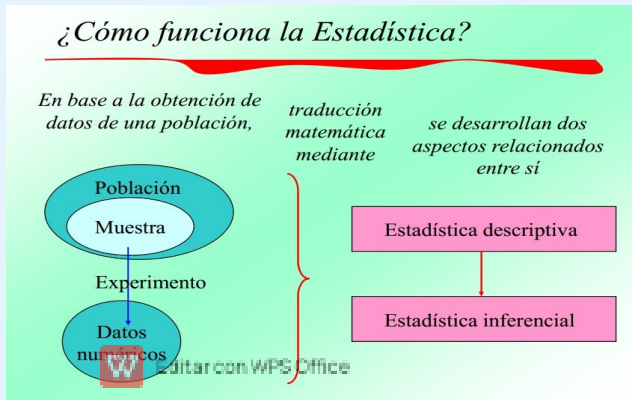 ¿Cómo funciona la Estadística?
En base a la obtención de
datos de una población,
traducción
matemática
mediante
se desarrollan dos
aspectos relacionados
entre sí
Población
Muestra
Experimento
Datos
numéricos
Estadística descriptiva
Estadística inferencial
W Editar con WPS Office